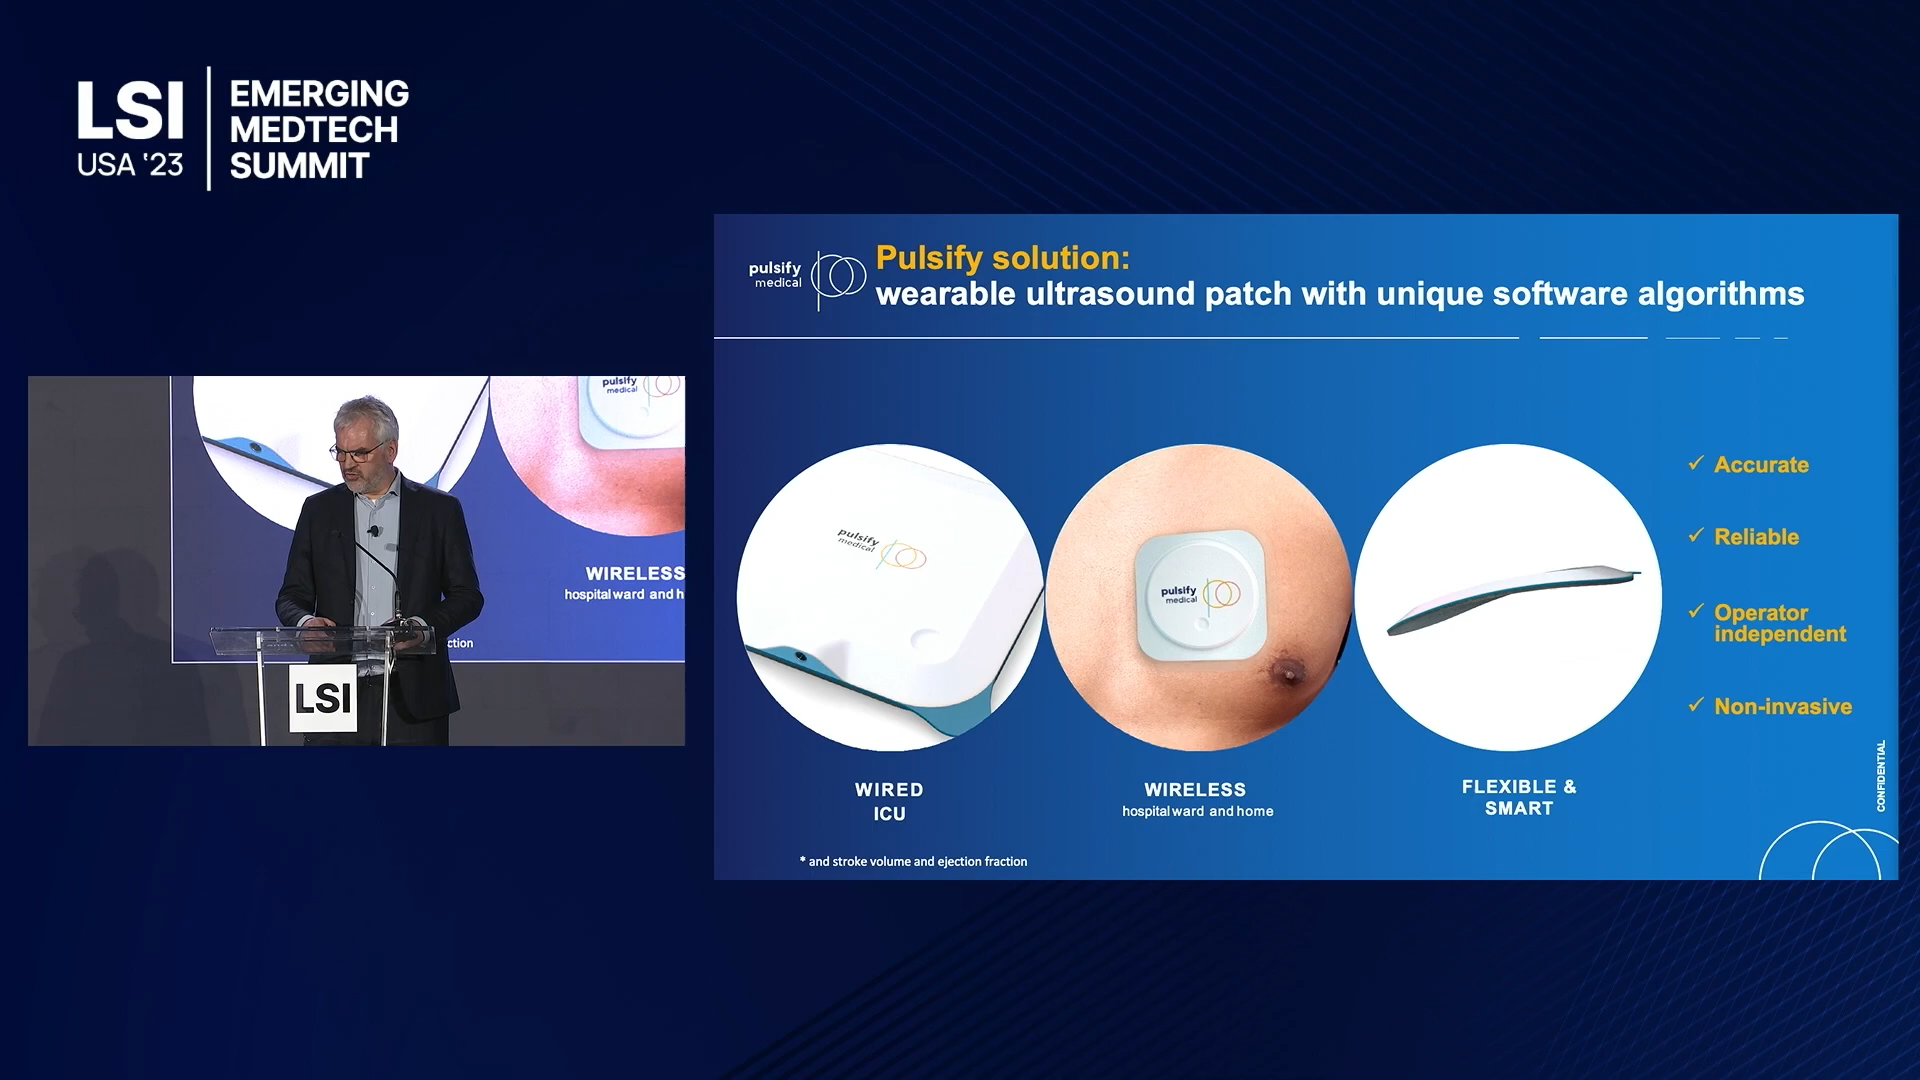 LSI
USA '23
EMERGING
MEDTECH
SUMMIT
pulsify
medical
WIRELESS
hospital ward and h
ction
LSI
pulsify
medical
Pulsify solution:
wearable ultrasound patch with unique software algorithms
pulsify
medical
pulsify
medical
✓ Accurate
✓ Reliable
✓ Operator
independent
✓ Non-invasive
WIRED
ICU
WIRELESS
hospital ward and home
FLEXIBLE &
SMART
* and stroke volume and ejection fraction
CONFIDENTIAL